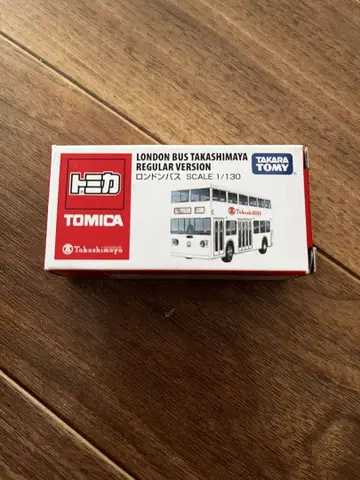 トミカ
TOMICA
Takashimaya
LONDON BUS TAKASHIMAYA
REGULAR VERSION
ロンドンバス SCALE 1/130
TAKARA
TOMY
Takashimaya